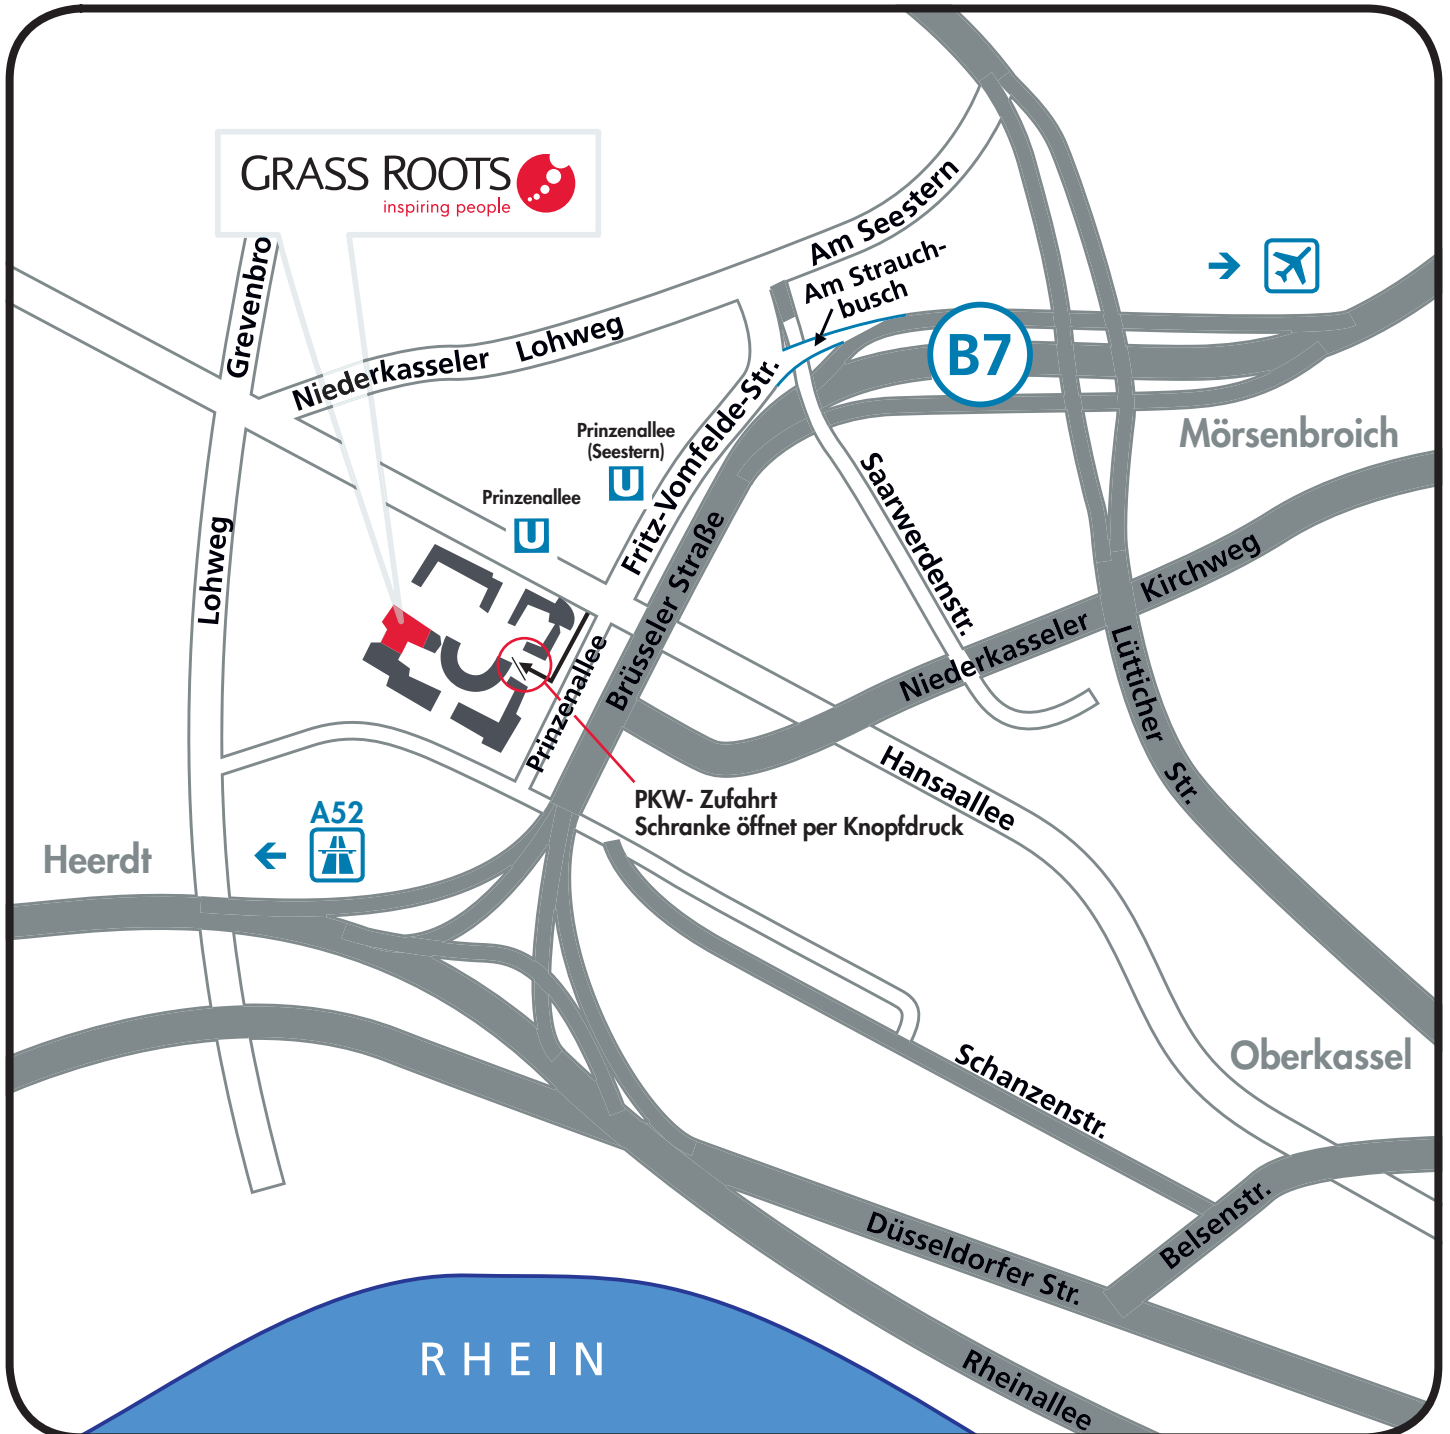 GRASS ROOTS
inspiring people
Grevenbro
Am Seestern
Am Strauch-
busch
Niederkasseler Lohweg
B7
Mörsenbroich
Prinzenallee
(Seestern)
U
Prinzenallee
U
Fritz-Vomfelde-Str.
Saarwerdenstr.
Lohweg
Brüsseler Straße
Niederkasseler Kirchweg
Prinzenallee
Lütticher Str.
Hansaallee
PKW- Zufahrt
Schranke öffnet per Knopfdruck
A52
Heerdt
Oberkassel
Schanzenstr.
Belsenstr.
Düsseldorfer Str.
Rheinallee
RHEIN